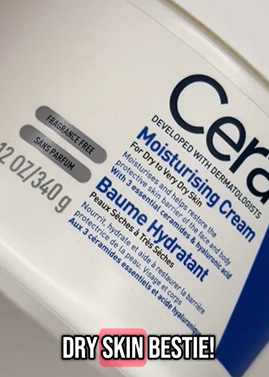 Cera
DEVELOPED WITH DERMATOLOGISTS
Moisturising Cream
For Dry to Very Dry Skin
Moisturises and helps restore the
protective skin barrier of the face and body
With 3 essential ceramides & hyaluronic acid
Baume Hydratant
Peaux Sèches à Très Sèches
Nourrit, hydrate et aide à restaurer la barrière
protectrice de la peau. Visage et corps
Aux 3 céramides essentiels et acide hyaluronique
FRAGRANCE FREE
SANS PARFUM
12 OZ/340 g
DRY SKIN BESTIE!